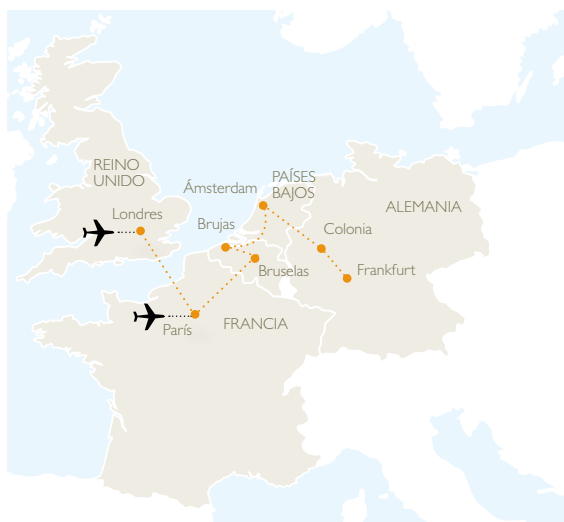 REINO
UNIDO
Londres
Ámsterdam
PAÍSES
BAJOS
ALEMANIA
Brujas
Colonia
Bruselas
Frankfurt
París
FRANCIA